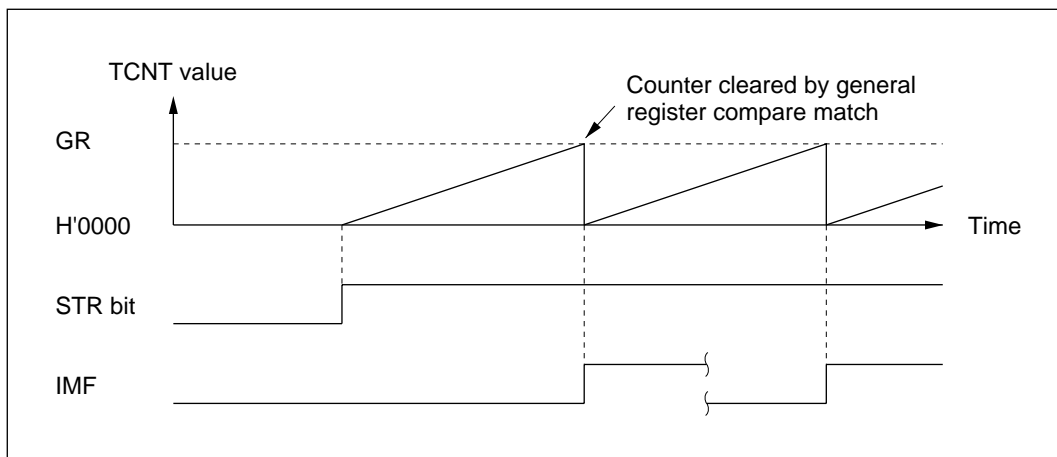 TCNT value
Counter cleared by general
register compare match
GR
H'0000
Time
STR bit
IMF